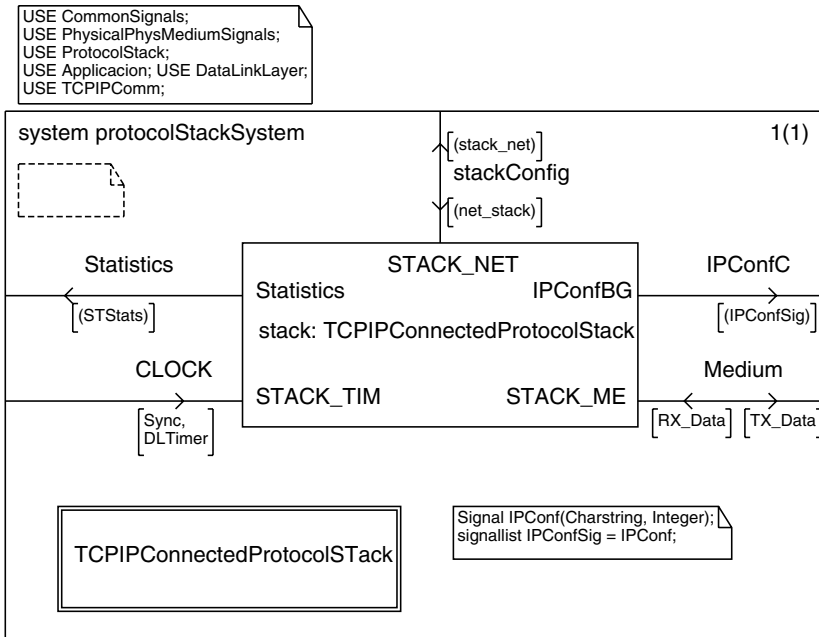 USE CommonSignals;
USE PhysicalPhysMediumSignals;
USE ProtocolStack;
USE Applicacion; USE DataLinkLayer;
USE TCPIPComm;
system protocolStackSystem
1(1)
[(stack_net)]
stackConfig
[(net_stack)]
Statistics
STACK_NET
IPConfC
Statistics
IPConfBG
[(STStats)]
[(IPConfSig)]
stack: TCPIPConnectedProtocolStack
CLOCK
Medium
STACK_TIM
STACK_ME
[Sync,
DLTimer]
[RX_Data]
[TX_Data]
TCPIPConnectedProtocolSTack
Signal IPConf(Charstring, Integer);
signallist IPConfSig = IPConf;